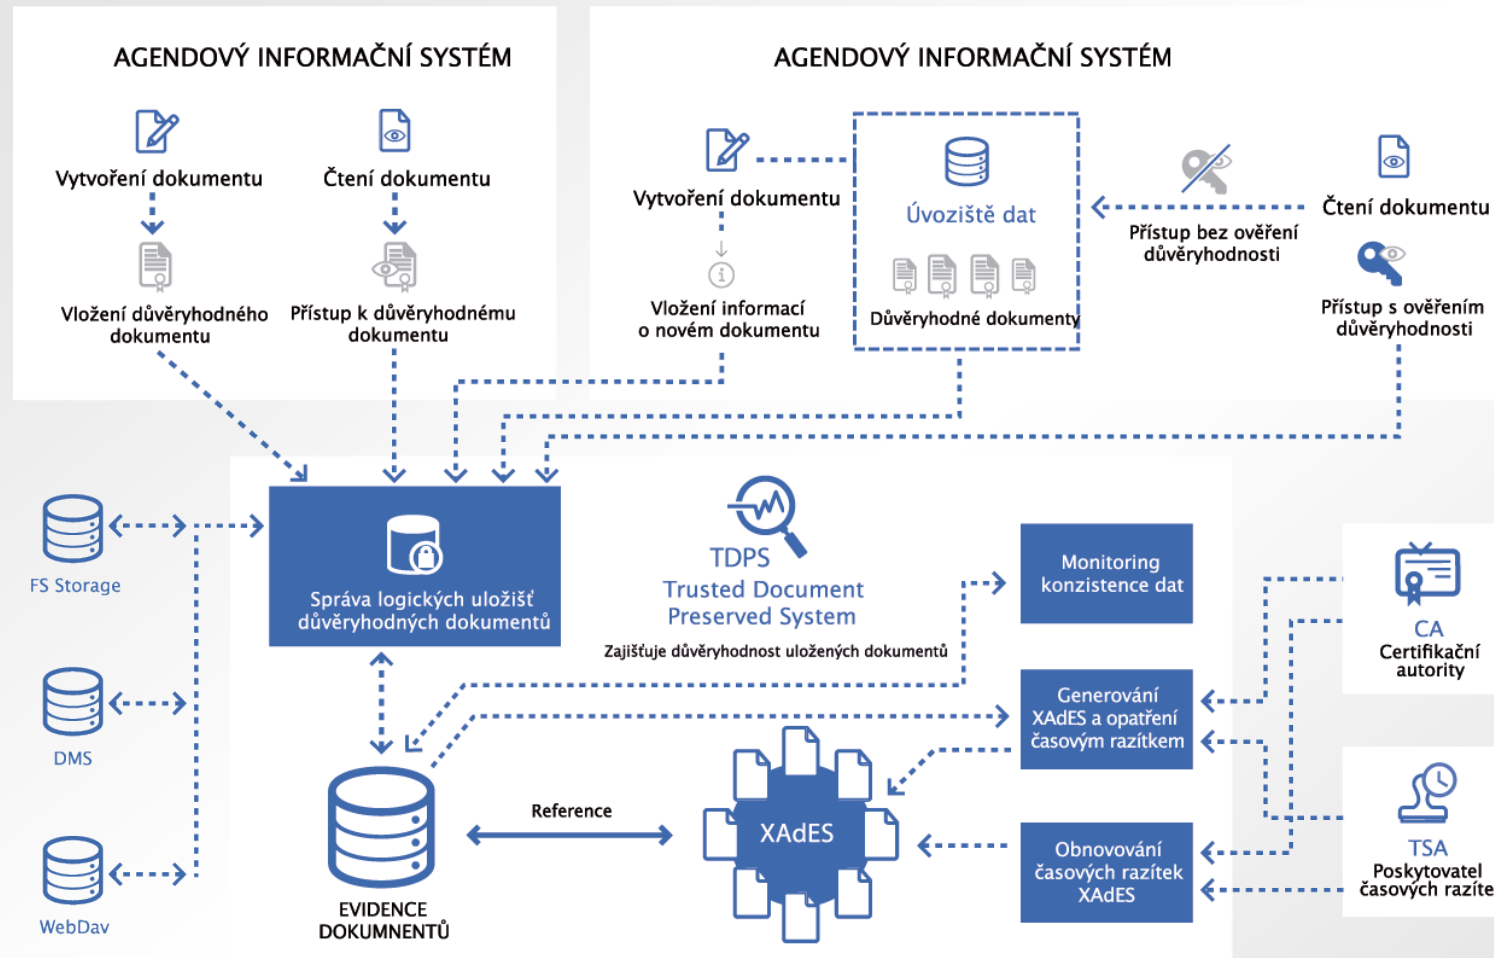 AGENDOVÝ INFORMAČNÍ SYSTÉM
Vytvoření dokumentu
Čtení dokumentu
Vložení důvěryhodného
dokumentu
Přístup k důvěryhodnému
dokumentu
AGENDOVÝ INFORMAČNÍ SYSTÉM
Vytvoření dokumentu
Vložení informací
o novém dokumentu
Úvoziště dat
Důvěryhodné dokumenty
Přístup bez ověření
důvěryhodnosti
Čtení dokumentu
Přístup s ověřením
důvěryhodnosti
FS Storage
DMS
WebDav
Správa logických uložišť
důvěryhodných dokumentů
TDPS
Trusted Document
Preserved System
Zajišťuje důvěryhodnost uložených dokumentů
Monitoring
konzistence dat
Generování
XAdES a opatření
časovým razítkem
Obnovování
časových razítek
XAdES
Reference
XAdES
EVIDENCE
DOKUMNENTŮ
CA
Certifikační
autority
TSA
Poskytovatel
časových razíte